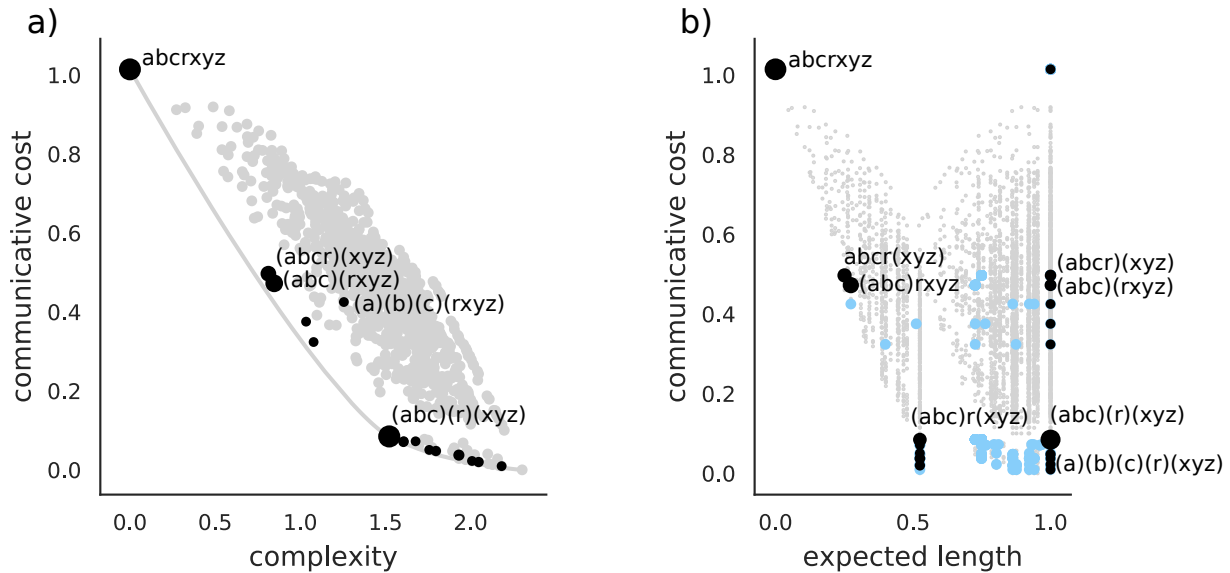 a)
communicative cost
1.0
0.8
0.6
0.4
0.2
0.0
abcrxyz
(abcr)(xyz)
(abc)(rxyz)
(a)(b)(c)(rxyz)
(abc)(r)(xyz)
0.0 0.5 1.0 1.5 2.0
complexity
b)
communicative cost
1.0
0.8
0.6
0.4
0.2
0.0
abcrxyz
abcr(xyz)
(abc)rxyz
(abcr)(xyz)
(abc)(rxyz)
(abc)r(xyz)
(abc)(r)(xyz)
(a)(b)(c)(r)(xyz)
0.0 0.5 1.0
expected length